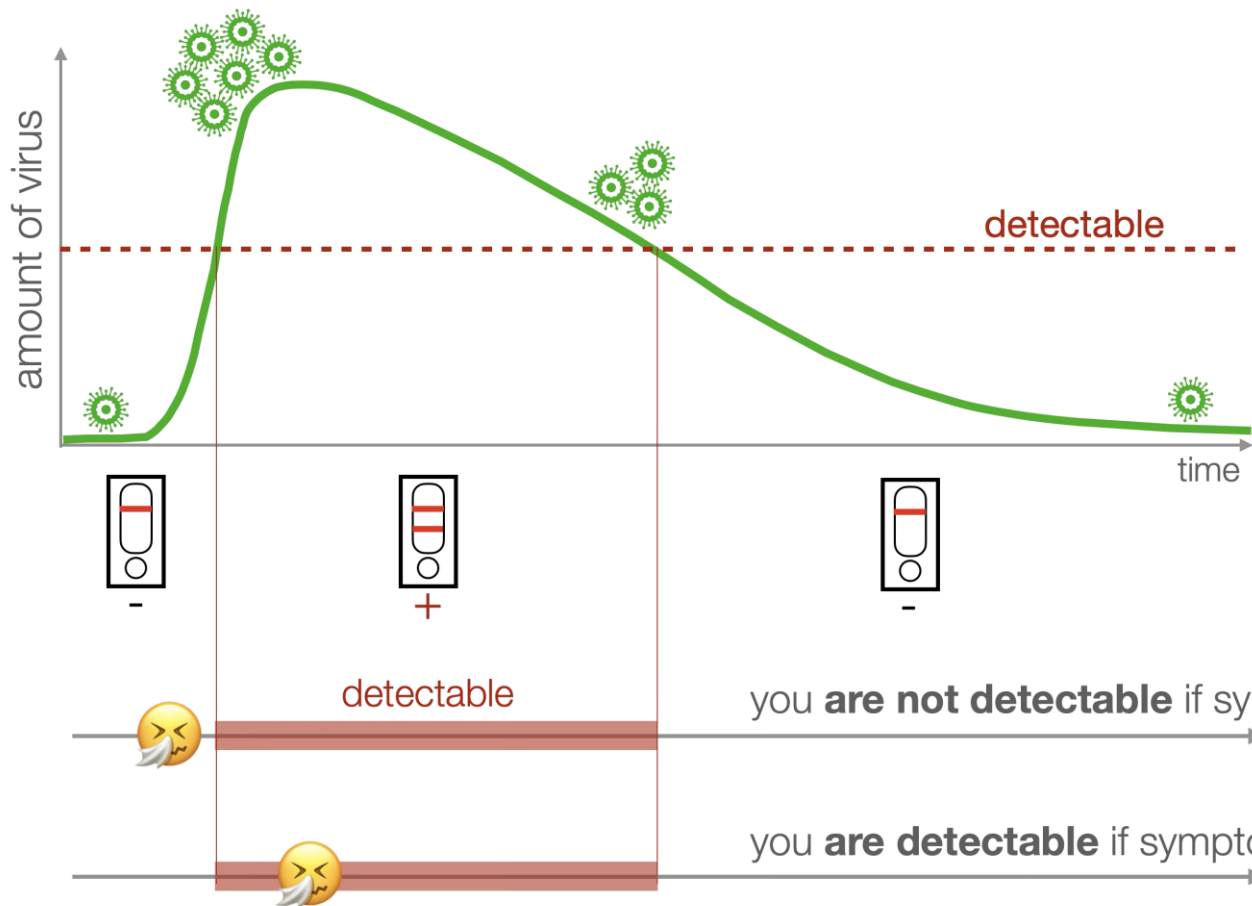 amount of virus
detectable
time
-
+
-
detectable
you are not detectable if sy
you are detectable if sympto